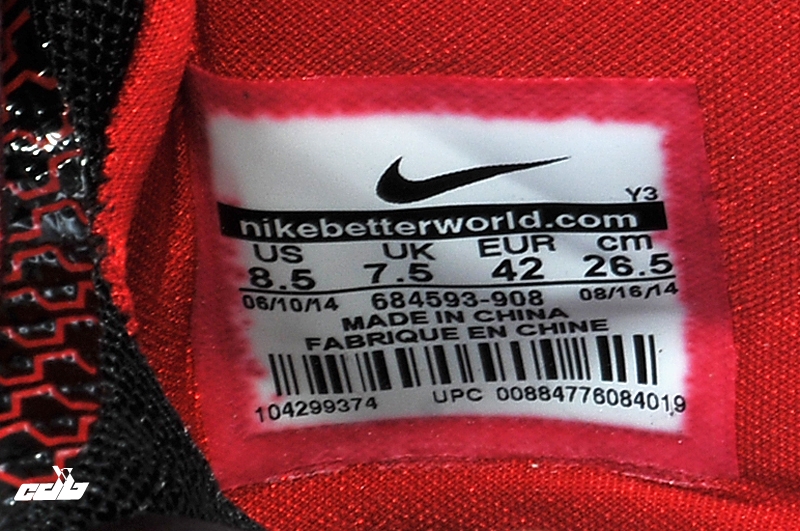 Y3
nikebetterworld.com
US UK EUR cm
8.5 7.5 42 26.5
06/10/14 684593-908 08/16/14
MADE IN CHINA
FABRIQUE EN CHINE
104299374 UPC 00884776084019
cdb